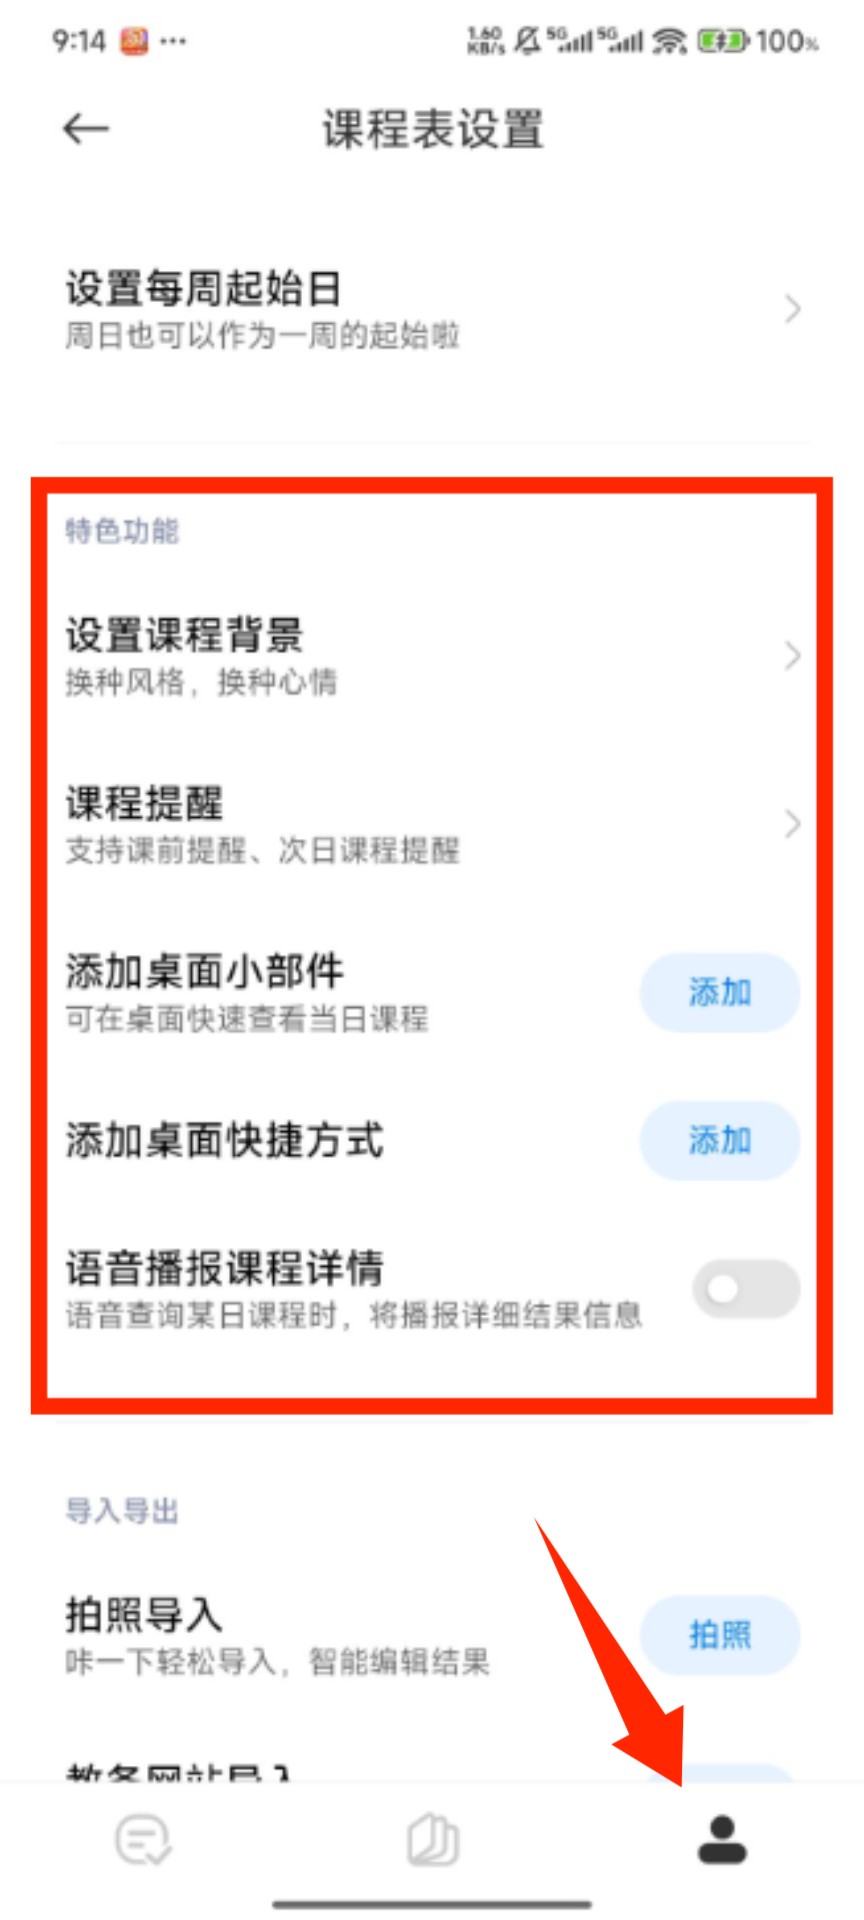 9:14
1.60
KB/s
5G
5G
100%
课程表设置
设置每周起始日
周日也可以作为一周的起始啦
特色功能
设置课程背景
换种风格，换种心情
课程提醒
支持课前提醒、次日课程提醒
添加桌面小部件
可在桌面快速查看当日课程
添加
添加桌面快捷方式
添加
语音播报课程详情
语音查询某日课程时，将播报详细结果信息
导入导出
拍照导入
咔一下轻松导入，智能编辑结果
拍照
教务网站导入